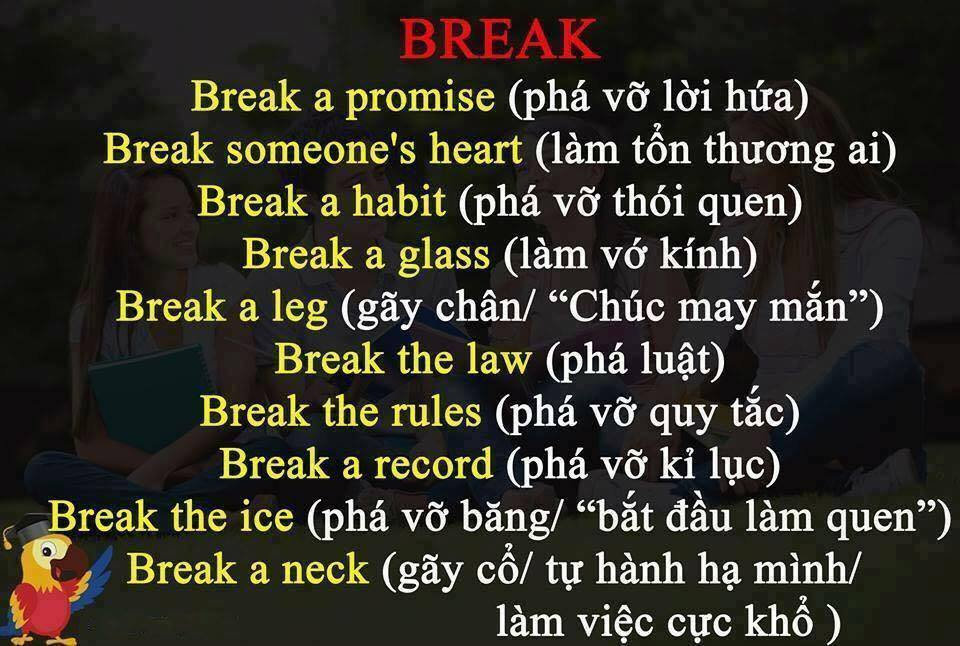 BREAK
Break a promise (phá vỡ lời hứa)
Break someone's heart (làm tổn thương ai)
Break a habit (phá vỡ thói quen)
Break a glass (làm vớ kính)
Break a leg (gãy chân/ “Chúc may mắn”)
Break the law (phá luật)
Break the rules (phá vỡ quy tắc)
Break a record (phá vỡ kỉ lục)
Break the ice (phá vỡ băng/ “bắt đầu làm quen”)
Break a neck (gãy cổ/ tự hành hạ mình/
làm việc cực khổ )